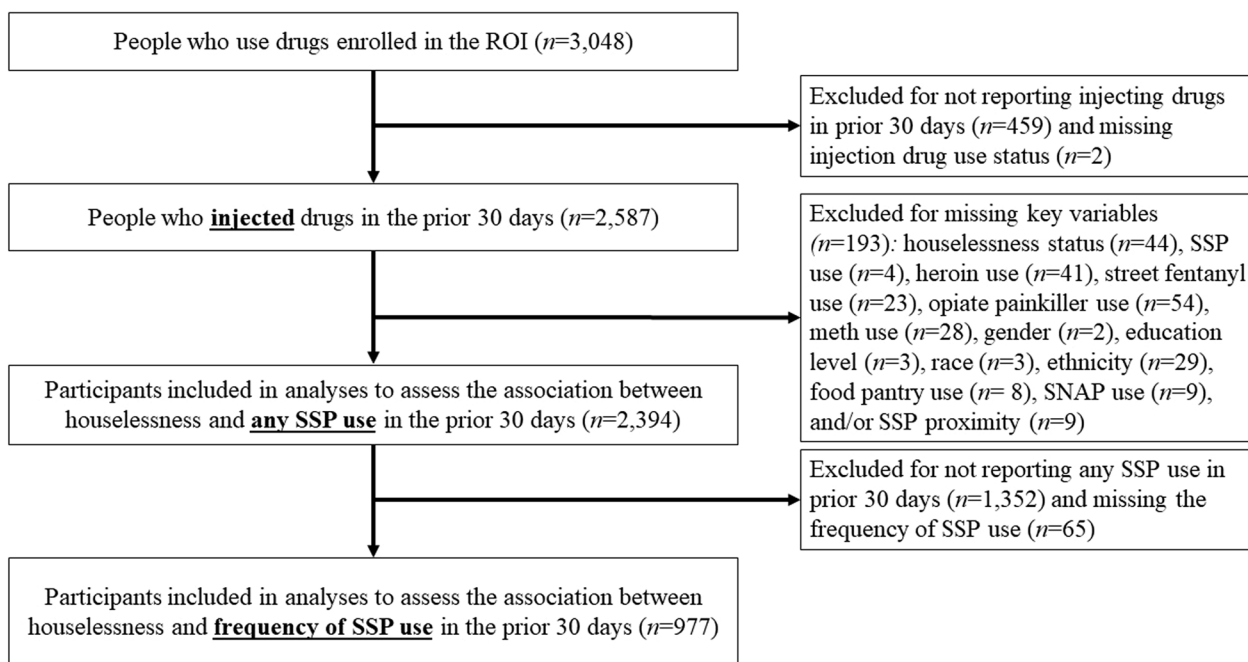 People who use drugs enrolled in the ROI (n=3,048)
Excluded for not reporting injecting drugs
in prior 30 days (n=459) and missing
injection drug use status (n=2)
People who injected drugs in the prior 30 days (n=2,587)
Excluded for missing key variables
(n=193): houselessness status (n=44), SSP
use (n=4), heroin use (n=41), street fentanyl
use (n=23), opiate painkiller use (n=54),
meth use (n=28), gender (n=2), education
level (n=3), race (n=3), ethnicity (n=29),
food pantry use (n= 8), SNAP use (n=9),
and/or SSP proximity (n=9)
Participants included in analyses to assess the association between
houselessness and any SSP use in the prior 30 days (n=2,394)
Excluded for not reporting any SSP use in
prior 30 days (n=1,352) and missing the
frequency of SSP use (n=65)
Participants included in analyses to assess the association between
houselessness and frequency of SSP use in the prior 30 days (n=977)